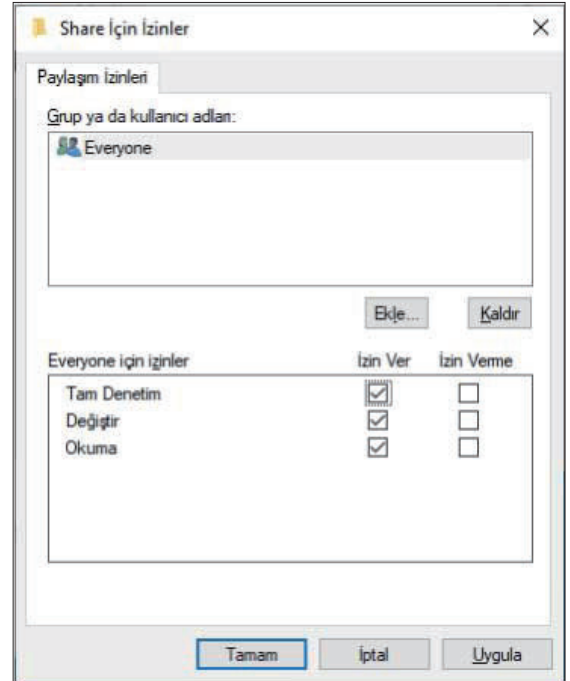 Share İçin İzinler
Paylaşım İzinleri
Grup ya da kullanıcı adları:
Everyone
Ekle... Kaldır
Everyone için izinler İzin Ver İzin Verme
Tam Denetim
Değiştir
Okuma
Tamam İptal Uygula